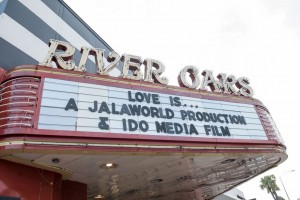 RIVER OAKS
LOVE IS...
A JALAWORLD PRODUCTION
& IDO MEDIA FILM